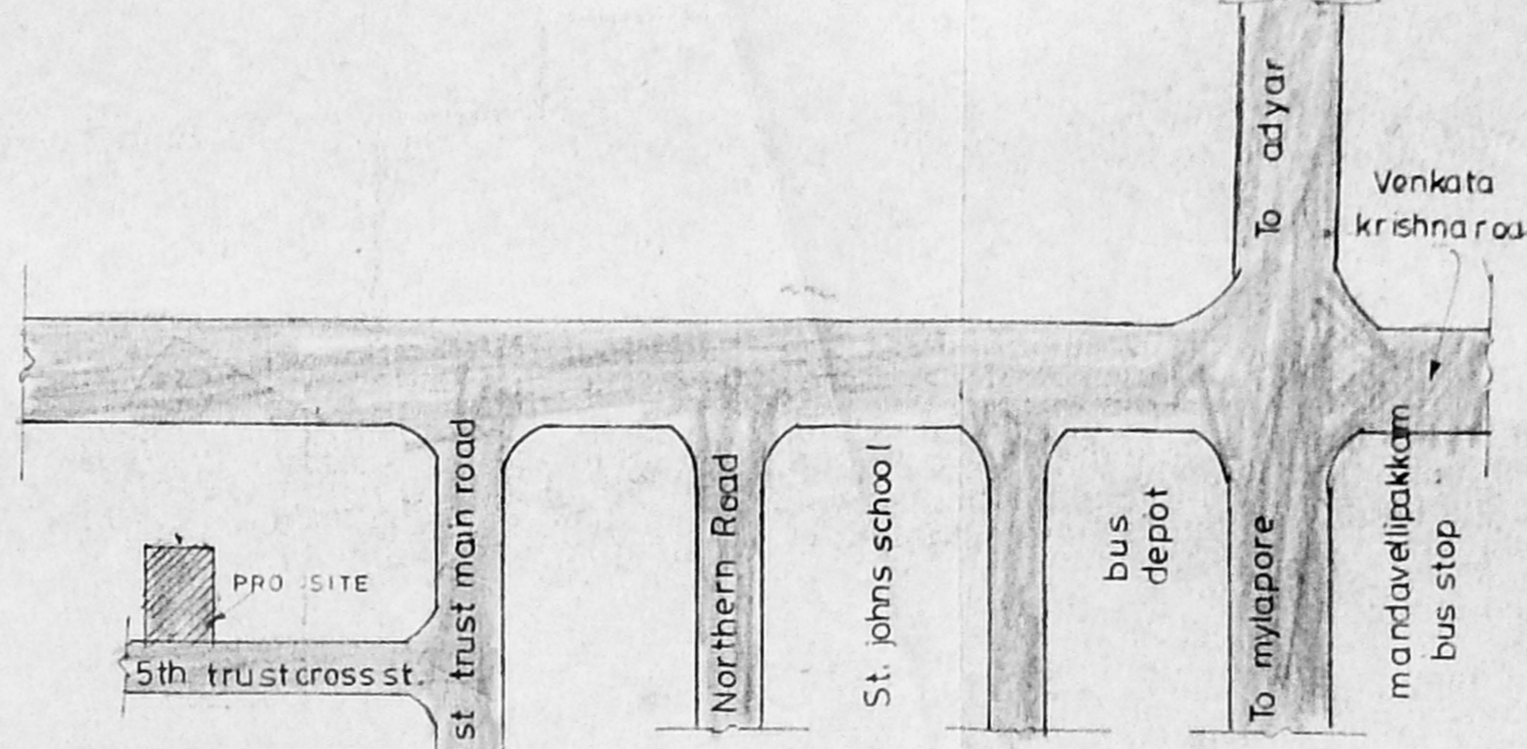 To adyar
Venkata
krishna roa
st trust main road
Northern Road
St. johns school
bus
depot
To mylapore
mandavellipakkam
bus stop
PRO SITE
5th trust cross st.